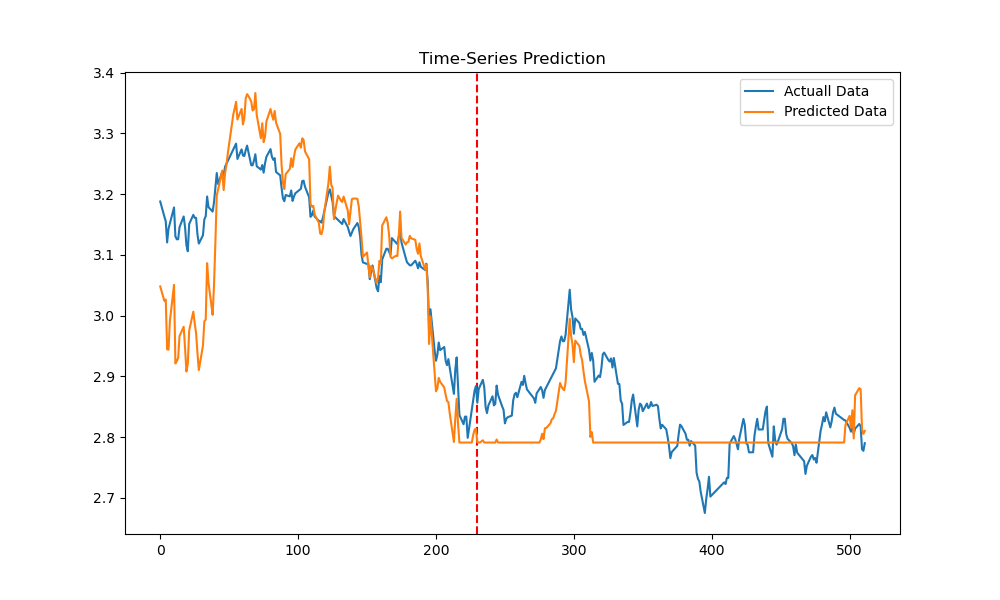 Time-Series Prediction
Actuall Data
Predicted Data
3.4
3.3
3.2
3.1
3.0
2.9
2.8
2.7
0 100 200 300 400 500